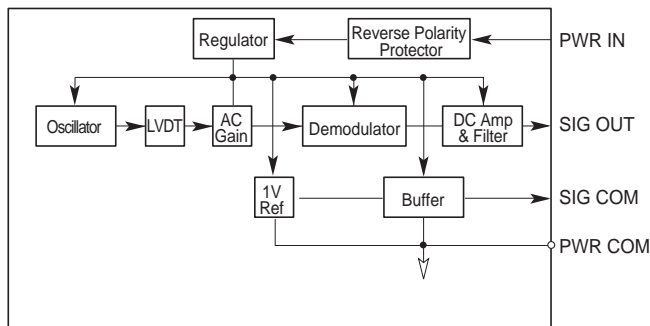 Regulator
Reverse Polarity
Protector
PWR IN
Oscillator
LVDT
AC
Gain
Demodulator
DC Amp
& Filter
SIG OUT
1V
Ref
Buffer
SIG COM
PWR COM